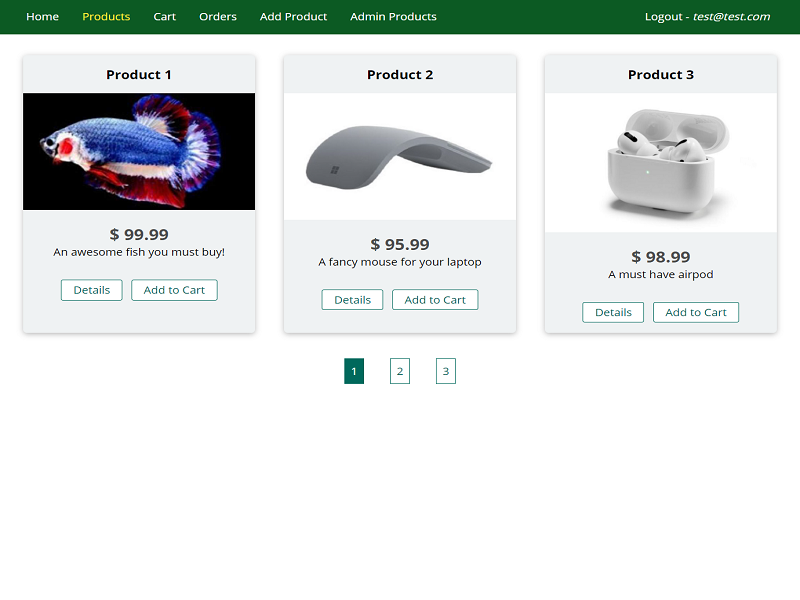 Home Products Cart Orders Add Product Admin Products Logout - test@test.com
Product 1
$ 99.99
An awesome fish you must buy!
Details Add to Cart
Product 2
$ 95.99
A fancy mouse for your laptop
Details Add to Cart
Product 3
$ 98.99
A must have airpod
Details Add to Cart
1 2 3